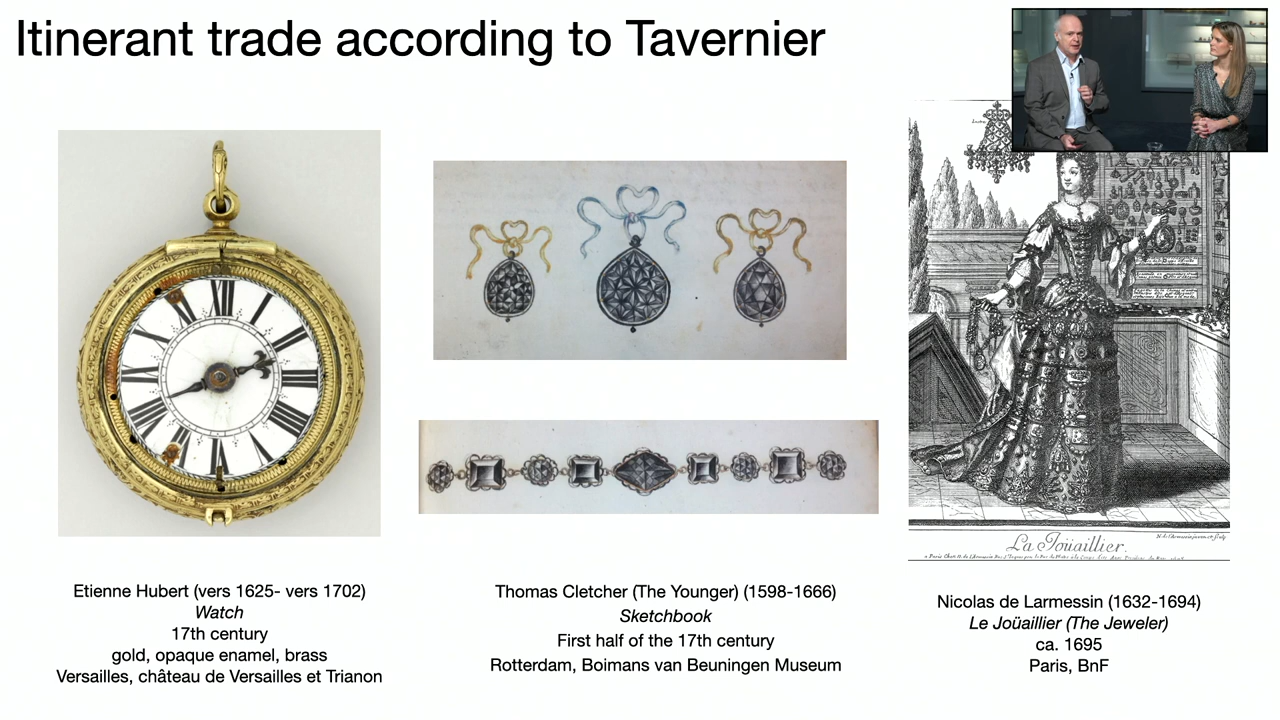 Itinerant trade according to Tavernier
Etienne Hubert (vers 1625- vers 1702)
Watch
17th century
gold, opaque enamel, brass
Versailles, château de Versailles et Trianon
Thomas Cletcher (The Younger) (1598-1666)
Sketchbook
First half of the 17th century
Rotterdam, Boimans van Beuningen Museum
La Joüaillier.
Nicolas de Larmessin (1632-1694)
Le Joüaillier (The Jeweler)
ca. 1695
Paris, BnF